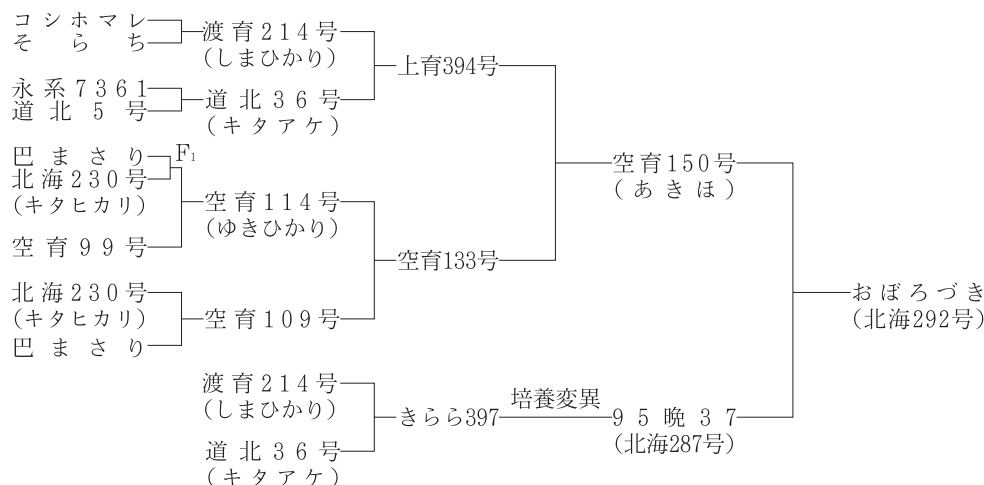 コシホマレ
そらち
渡育214号
(しまひかり)
永系7361
道北5号
道北36号
(キタアケ)
上育394号
巴まさり
北海230号
(キタヒカリ)
F1
空育99号
空育114号
(ゆきひかり)
北海230号
(キタヒカリ)
巴まさり
空育109号
空育133号
空育150号
(あきほ)
渡育214号
(しまひかり)
道北36号
(キタアケ)
きらら397
培養変異
95晩37
(北海287号)
おぼろづき
(北海292号)